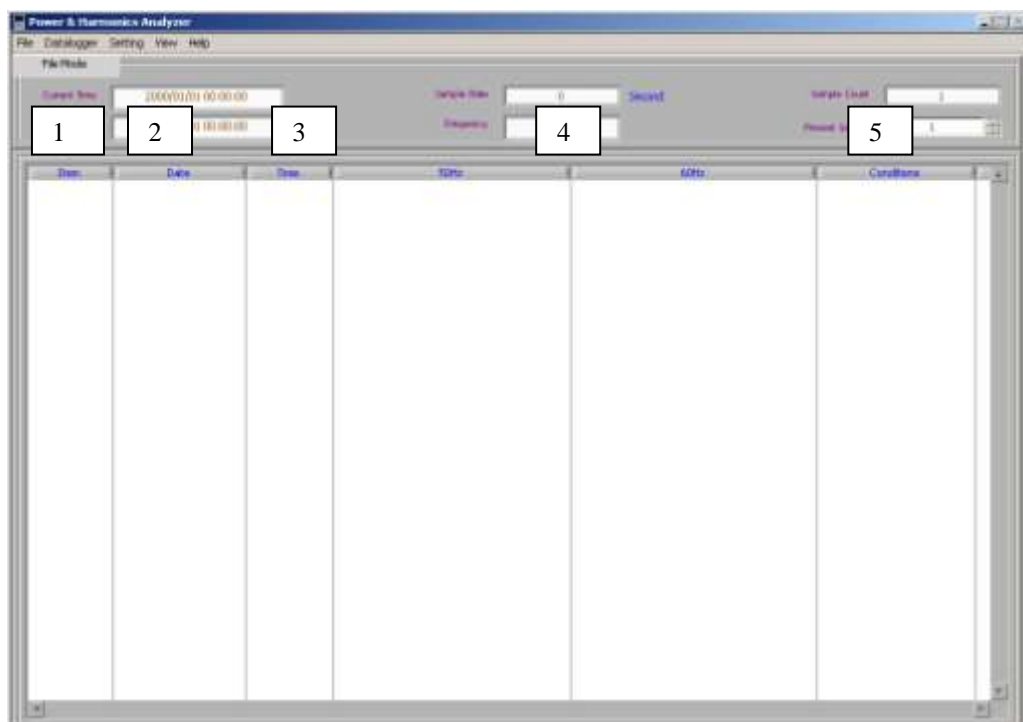 Power & Harmonics Analyzer
File Datalogger Setting View Help
File Mode
Current Time 2000/01/01 00:00:00 Sample Rate 0 Second Sample Count 1
00:00:00 Frequency Present 1
1 2 3 4 5
Item Date Time 50Hz 60Hz Conditions